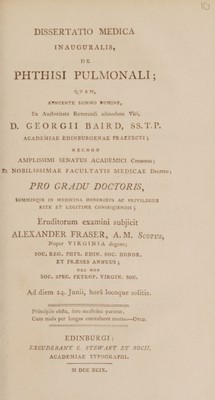 DISSERTATIO MEDICA
INAUGURALIS,
DE
PHTHISI PULMONALI;
QUAM,
ANNUENTE SUMMO NUMINE,
Ex Auctoritate Reverendi admodum Viri,
D. GEORGII BAIRD, SS.T.P.
ACADEMIAE EDINBURGENAE PRAEFECTI;
NECNON
AMPLISSIMI SENATUS ACADEMICI Consensu;
Et NOBILISSIMAE FACULTATIS MEDICAE Decreto;
PRO GRADU DOCTORIS,
SUMMISQUE IN MEDICINA HONORIBUS AC PRIVILEGIIS
RITE ET LEGITIME CONSEQUENDIS;
Eruditorum examini subjicit
ALEXANDER FRASER, A. M. Scotus,
Nuper VIRGINIA degens;
SOC. REG. PHYS. EDIN. SOC. HONOR.
ET PRAESES ANNUUS;
NEC NON
SOC. SPEC. PETROP. VIRGIN. SOC.
Ad diem 24. Junii, horâ locoque solitis.
Principiis obsta, sero medicina paratur,
Cum mala per longas convaluere moras—OVID.
EDINBURGI:
EXCUDEBANT C. STEWART ET SOCII,
ACADEMIAE TYPOGRAPHI.
M DCC XCIX.